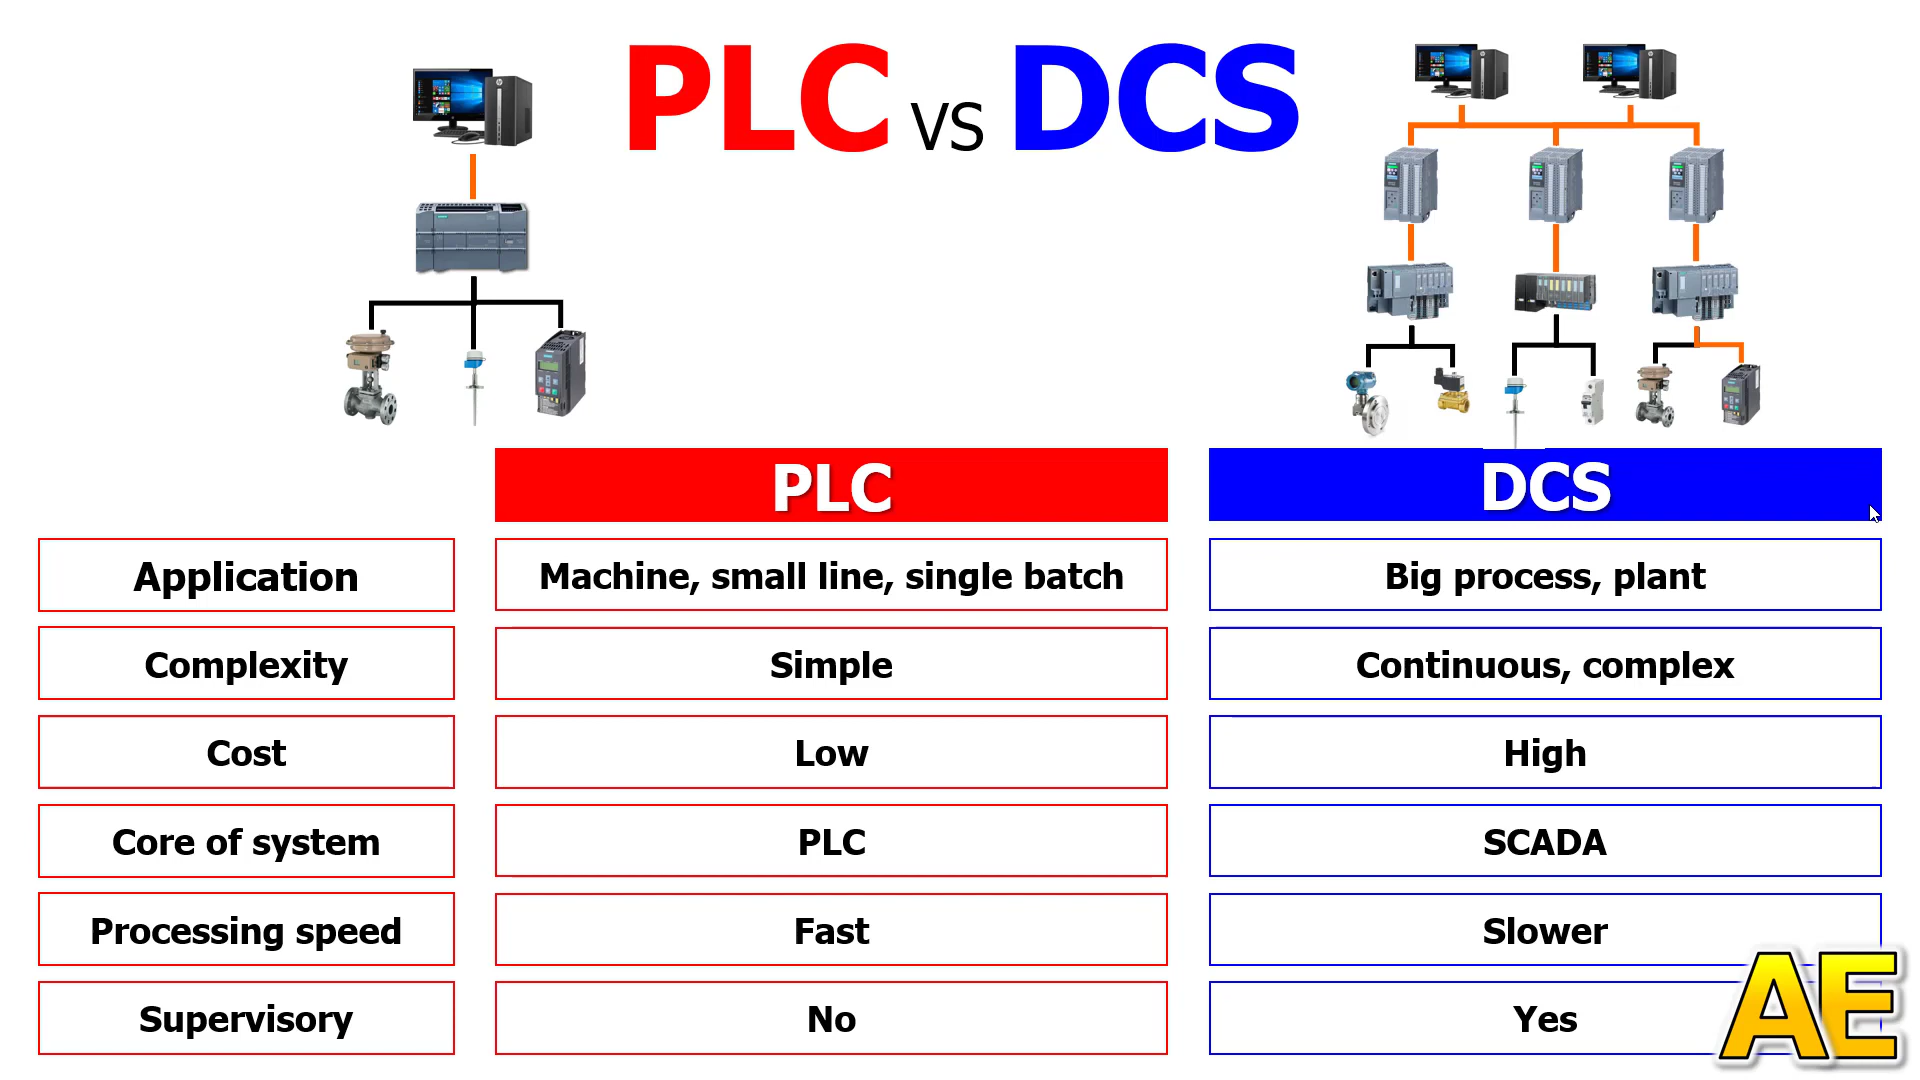 PLC VS DCS
PLC
DCS
Application
Machine, small line, single batch
Big process, plant
Complexity
Simple
Continuous, complex
Cost
Low
High
Core of system
PLC
SCADA
Processing speed
Fast
Slower
Supervisory
No
Yes
AE